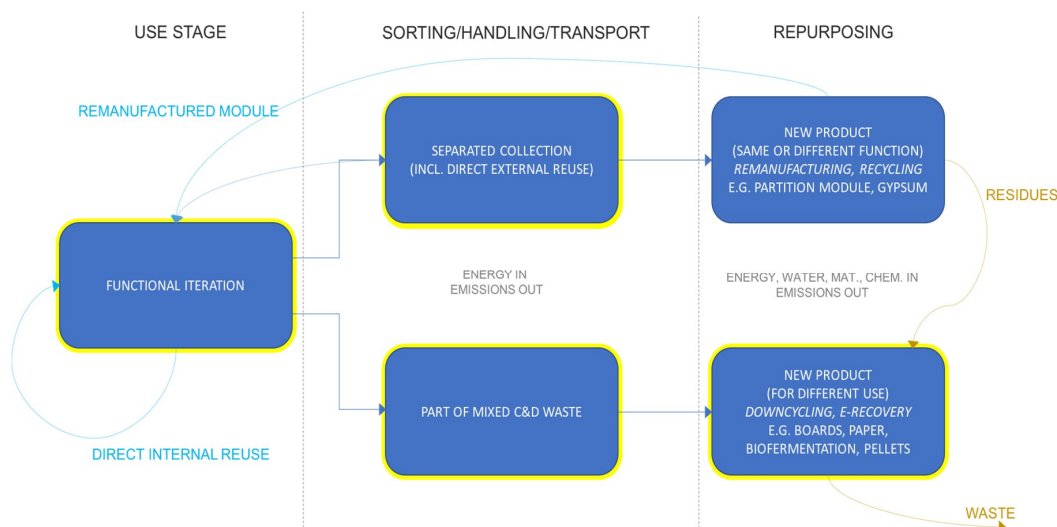 USE STAGE
SORTING/HANDLING/TRANSPORT
REPURPOSING
REMANUFACTURED MODULE
SEPARATED COLLECTION
(INCL. DIRECT EXTERNAL REUSE)
NEW PRODUCT
(SAME OR DIFFERENT FUNCTION)
REMANUFACTURING, RECYCLING
E.G. PARTITION MODULE, GYPSUM
RESIDUES
FUNCTIONAL ITERATION
ENERGY IN
EMISSIONS OUT
ENERGY, WATER, MAT., CHEM. IN
EMISSIONS OUT
DIRECT INTERNAL REUSE
PART OF MIXED C&D WASTE
NEW PRODUCT
(FOR DIFFERENT USE)
DOWNCYCLING, E-RECOVERY
E.G. BOARDS, PAPER,
BIOFERMENTATION, PELLETS
WASTE